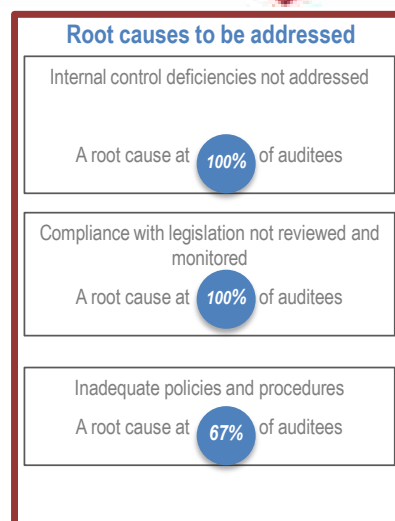 Root causes to be addressed
Internal control deficiencies not addressed
A root cause at 100% of auditees
Compliance with legislation not reviewed and
monitored
A root cause at 100% of auditees
Inadequate policies and procedures
A root cause at 67% of auditees